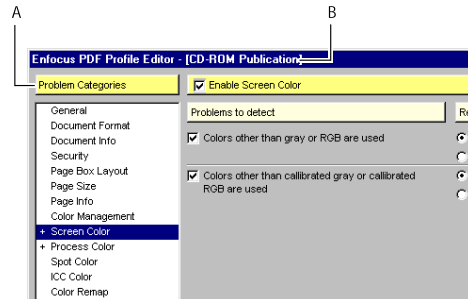 A B
Enfocus PDF Profile Editor - [CD-ROM Publication]
Problem Categories
Enable Screen Color
General
Document Format
Document Info
Security
Page Box Layout
Page Size
Page Info
Color Management
+ Screen Color
+ Process Color
Spot Color
ICC Color
Color Remap
Problems to detect
Colors other than gray or RGB are used
Colors other than callibrated gray or callibrated
RGB are used